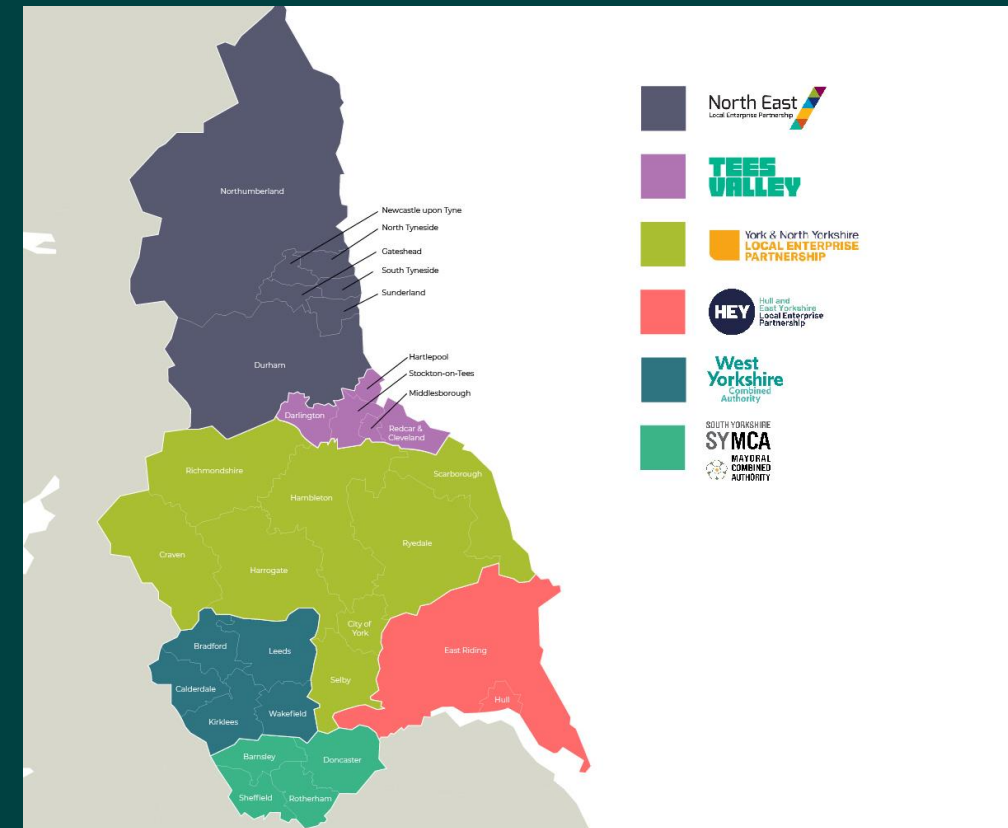 Northumberland
Newcastle upon Tyne
North Tyneside
Gateshead
South Tyneside
Sunderland
Durham
Hartlepool
Stockton-on-Tees
Middlesborough
Darlington
Redcar &
Cleveland
Richmondshire
Scarborough
Hambleton
Ryedale
Craven
Harrogate
City of
York
Bradford
Leeds
East Riding
Selby
Calderdale
Hull
Wakefield
Kirklees
Barnsley
Doncaster
Sheffield
Rotherham
North East
Local Enterprise Partnership
TEES
VALLEY
York & North Yorkshire
LOCAL ENTERPRISE
PARTNERSHIP
HEY
Hull and
East Yorkshire
Local Enterprise
Partnership
West
Yorkshire
Combined
Authority
SOUTH YORKSHIRE
SYMCA
MAYORAL
COMBINED
AUTHORITY